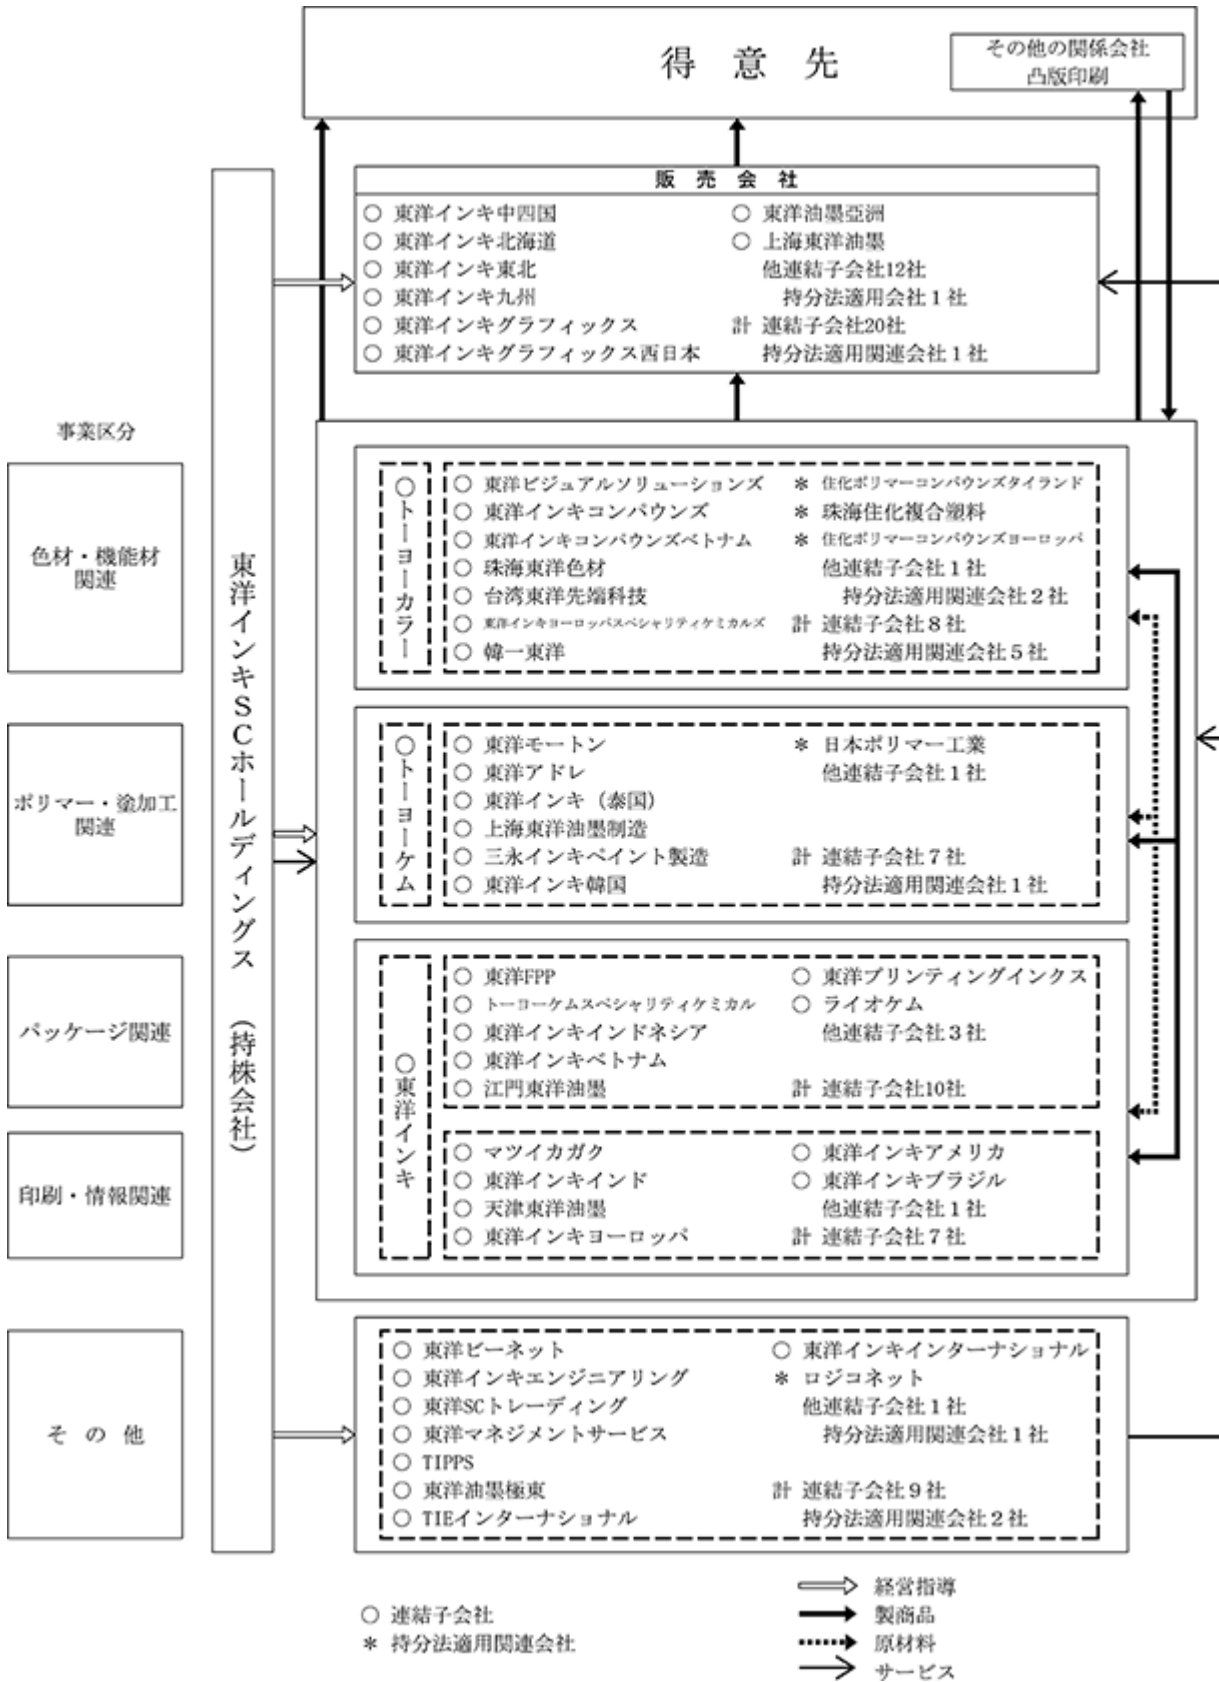 得意先
その他の関係会社
凸版印刷
販売会社
○ 東洋インキ中四国
○ 東洋インキ北海道
○ 東洋インキ東北
○ 東洋インキ九州
○ 東洋インキグラフィックス
○ 東洋インキグラフィックス西日本
○ 東洋油墨亞洲
○ 上海東洋油墨
他連結子会社12社
持分法適用会社1社
計 連結子会社20社
持分法適用関連会社1社
事業区分
色材・機能材
関連
ポリマー・塗加工
関連
パッケージ関連
印刷・情報関連
その他
東洋インキSCホールディングス (持株会社)
○トーヨーカラー
○ 東洋ビジュアルソリューションズ
○ 東洋インキコンパウンズ
○ 東洋インキコンパウンズベトナム
○ 珠海東洋色材
○ 台湾東洋先端科技
○ 東洋インキヨーロッパスペシャリティケミカルズ
○ 韓一東洋
* 住化ポリマーコンパウンズタイランド
* 珠海住化複合塑料
* 住化ポリマーコンパウンズヨーロッパ
他連結子会社1社
持分法適用関連会社2社
計 連結子会社8社
持分法適用関連会社5社
○トーヨーケム
○ 東洋モートン
○ 東洋アドレ
○ 東洋インキ(泰国)
○ 上海東洋油墨制造
○ 三永インキペイント製造
○ 東洋インキ韓国
* 日本ポリマー工業
他連結子会社1社
計 連結子会社7社
持分法適用関連会社1社
○東洋インキ
○ 東洋FPP
○ トーヨーケムスペシャリティケミカル
○ 東洋インキインドネシア
○ 東洋インキベトナム
○ 江門東洋油墨
○ 東洋プリンティングインクス
○ ライオケム
他連結子会社3社
計 連結子会社10社
○ マツイカガク
○ 東洋インキインド
○ 天津東洋油墨
○ 東洋インキヨーロッパ
○ 東洋インキアメリカ
○ 東洋インキブラジル
他連結子会社1社
計 連結子会社7社
○ 東洋ビーネット
○ 東洋インキエンジニアリング
○ 東洋SCトレーディング
○ 東洋マネジメントサービス
○ TIPPS
○ 東洋油墨極東
○ TIEインターナショナル
○ 東洋インキインターナショナル
* ロジコネット
他連結子会社1社
持分法適用関連会社1社
計 連結子会社9社
持分法適用関連会社2社
○ 連結子会社
* 持分法適用関連会社
経営指導
製商品
原材料
サービス